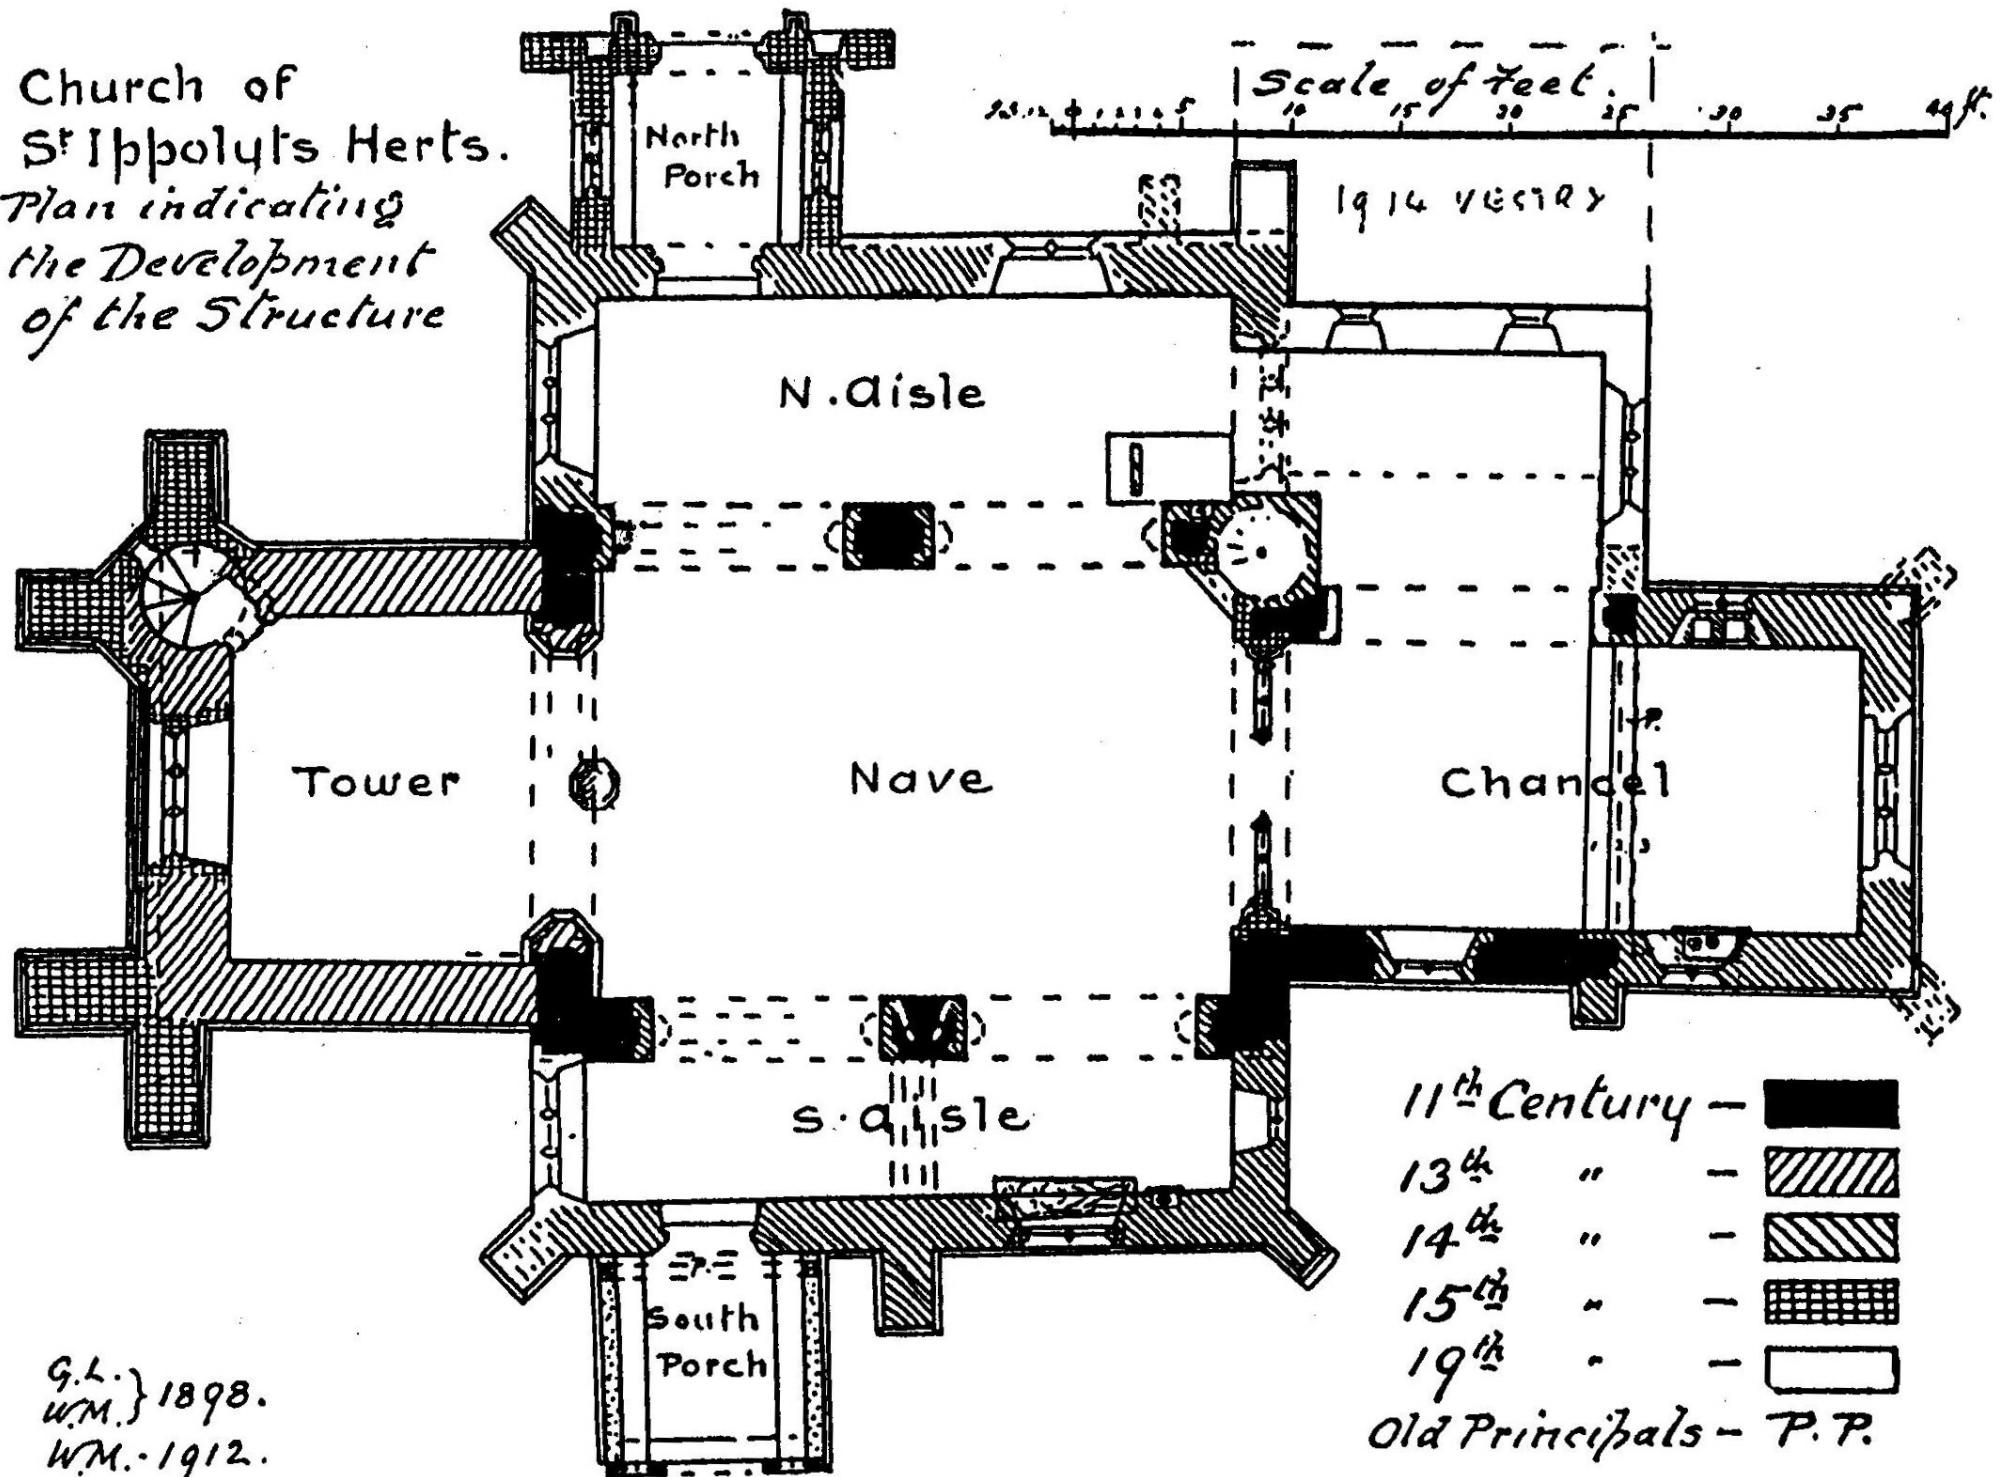 Church of
St Ippolyts Herts.
Plan indicating
the Development
of the Structure
North
Porch
Scale of Feet.
5 10 15 20 25 30 35 40 ft.
1914 VESTRY
N. aisle
Tower
Nave
Chancel
P.
S. aisle
P.
South
Porch
11th Century –
13th " –
14th " –
15th " –
19th " –
Old Principals – P.P.
G.L.
W.M. } 1898.
W.M. - 1912.